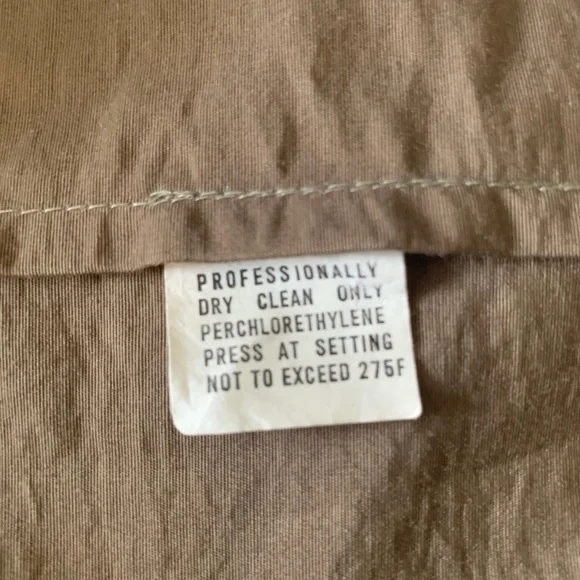 PROFESSIONALLY
DRY CLEAN ONLY
PERCHLORETHYLENE
PRESS AT SETTING
NOT TO EXCEED 275F